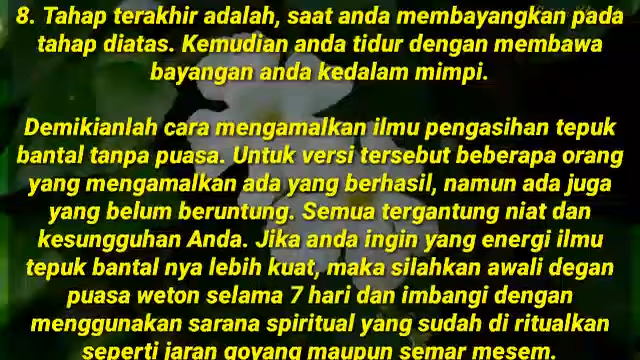 8. Tahap terakhir adalah, saat anda membayangkan pada
tahap diatas. Kemudian anda tidur dengan membawa
bayangan anda kedalam mimpi.
Demikianlah cara mengamalkan ilmu pengasihan tepuk
bantal tanpa puasa. Untuk versi tersebut beberapa orang
yang mengamalkan ada yang berhasil, namun ada juga
yang belum beruntung. Semua tergantung niat dan
kesungguhan Anda. Jika anda ingin yang energi ilmu
tepuk bantal nya lebih kuat, maka silahkan awali degan
puasa weton selama 7 hari dan imbangi dengan
menggunakan sarana spiritual yang sudah di ritualkan
seperti jaran goyang maupun semar mesem.